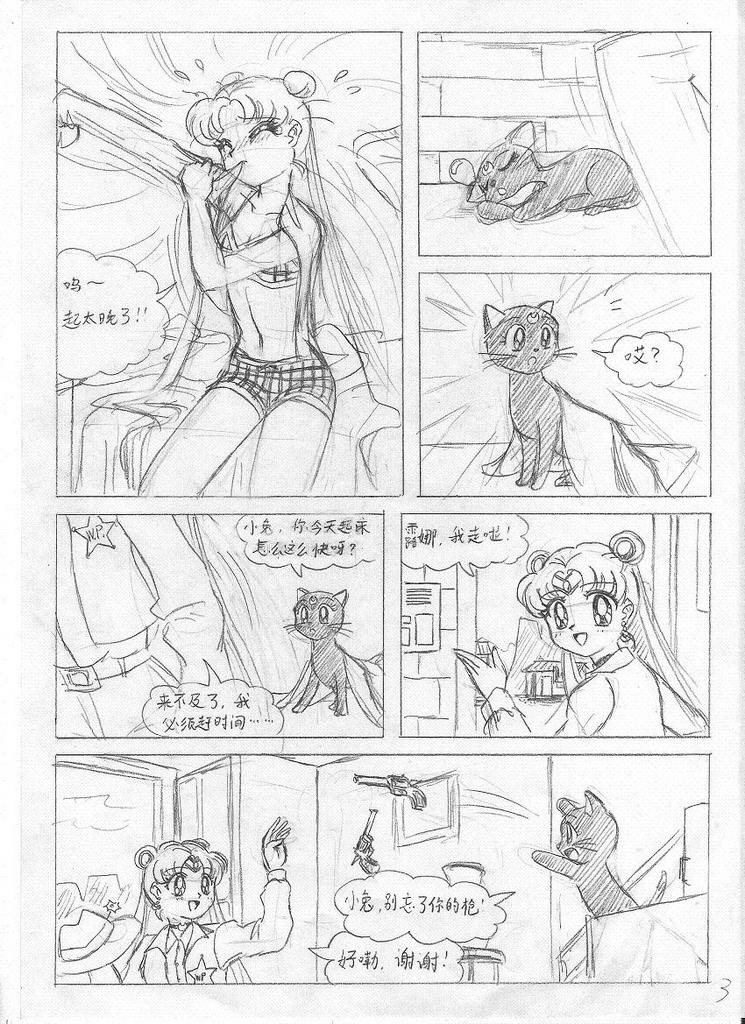 呜～
起太晚了!!
哎?
W.P.
小兔，你今天起床
怎么这么快呀?
来不及了，我
必须赶时间……
露娜，我走啦!
小兔，别忘了你的枪!
好嘞，谢谢!
WP
3